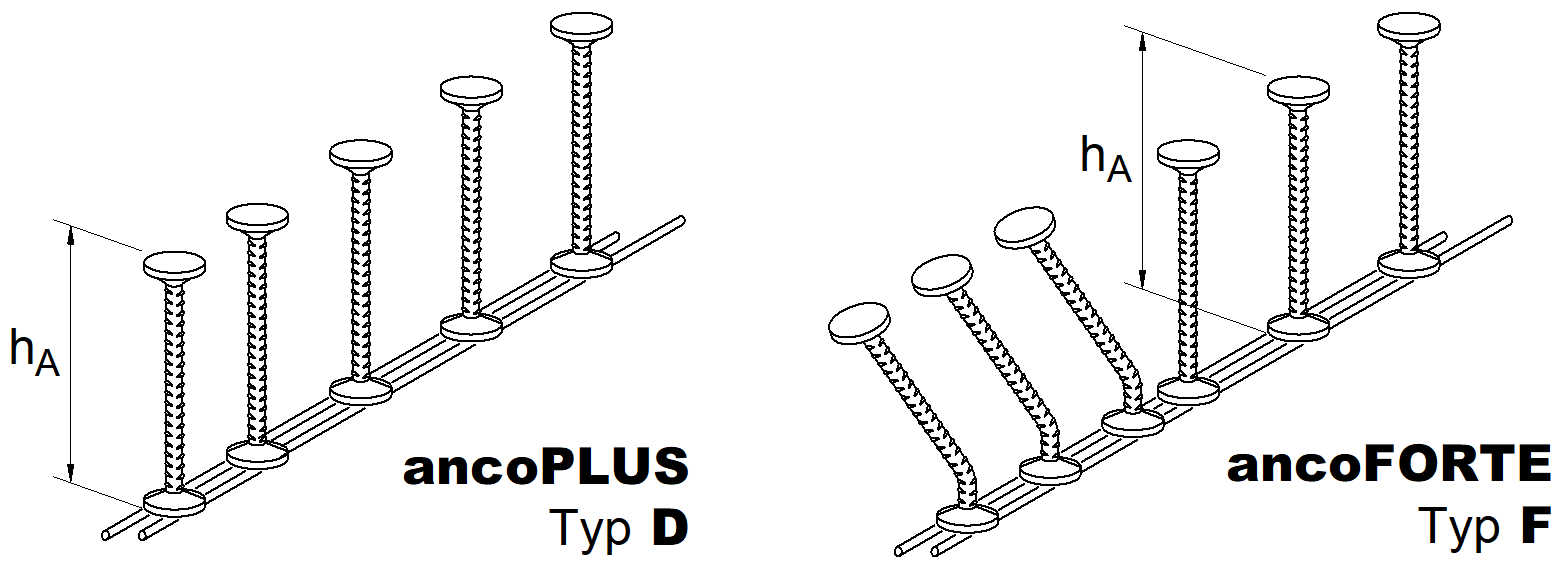 hA
ancoPLUS
Typ D
hA
ancoFORTE
Typ F